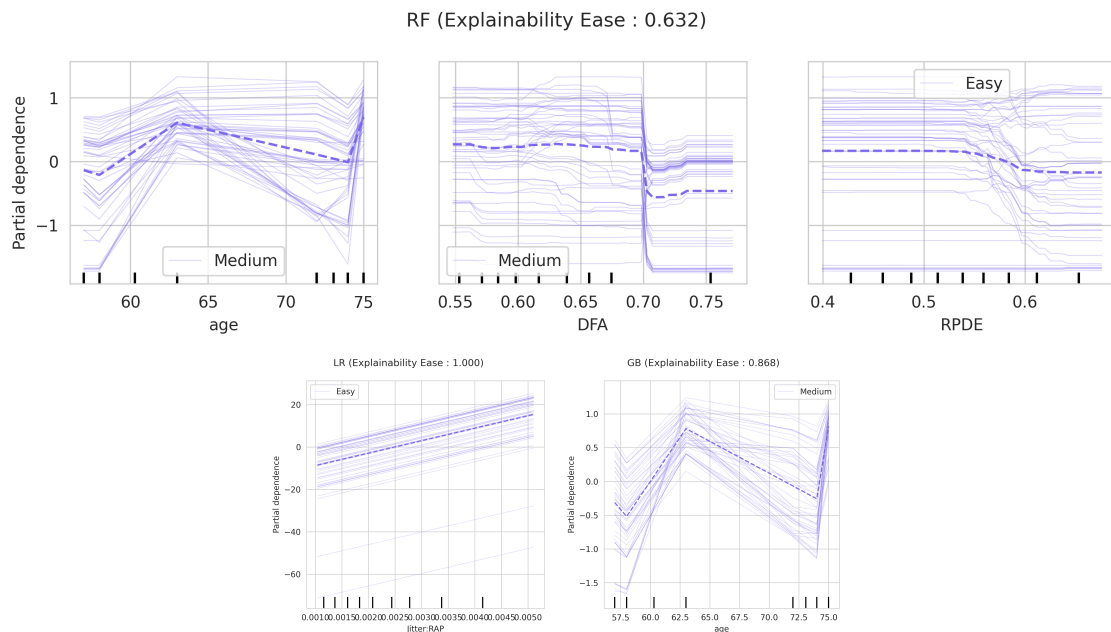 RF (Explainability Ease : 0.632)
Partial dependence
1
0
−1
Medium
60
65
70
75
age
Medium
0.55
0.60
0.65
0.70
0.75
DFA
Easy
0.4
0.5
0.6
RPDE
LR (Explainability Ease : 1.000)
Partial dependence
20
0
−20
−40
−60
Easy
0.0010 0.0015 0.0020 0.0025 0.0030 0.0035 0.0040 0.0045 0.0050
Jitter:RAP
GB (Explainability Ease : 0.868)
Partial dependence
1.0
0.5
0.0
−0.5
−1.0
−1.5
Medium
57.5
60.0
62.5
65.0
67.5
70.0
72.5
75.0
age